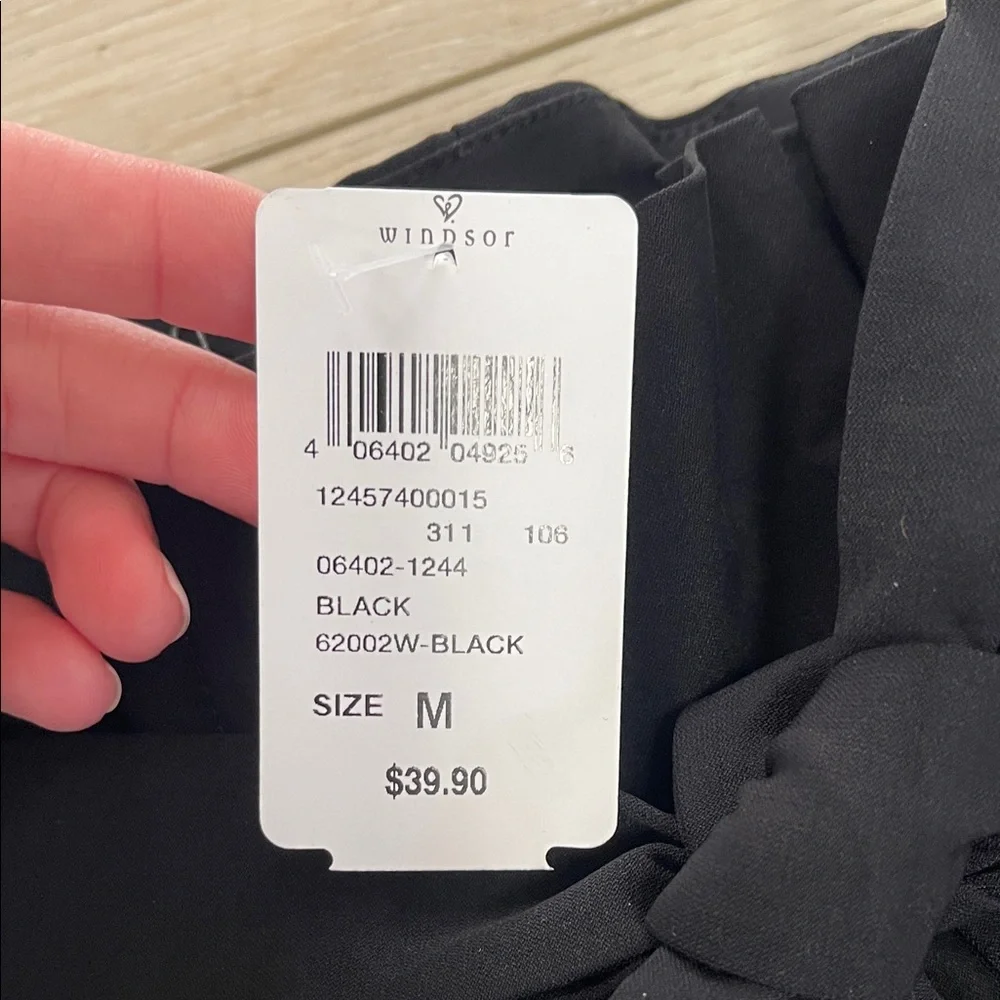 WINDSOR
4 06402 04925 6
12457400015
311 106
06402-1244
BLACK
62002W-BLACK
SIZE M
$39.90